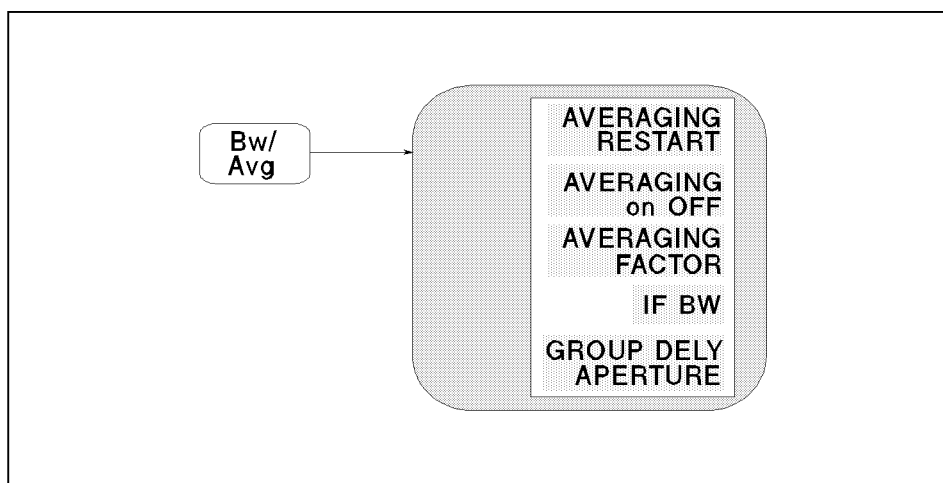 Bw/
Avg
AVERAGING
RESTART
AVERAGING
on OFF
AVERAGING
FACTOR
IF BW
GROUP DELY
APERTURE